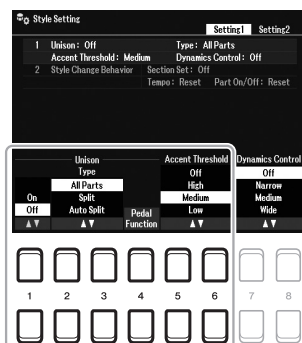 Style Setting
Setting1 Setting2
1 Unison: Off Type: All Parts
Accent Threshold: Medium Dynamics Control: Off
2 Style Change Behavior Section Set: Off
Tempo: Reset Part On/Off: Reset
Unison Accent Threshold Dynamics Control
Type Off Off
All Parts High Narrow
On Split Medium Medium
Off Auto Split Pedal Function Low Wide
▲▼ ▲▼ ▲▼ ▲▼
1 2 3 4 5 6 7 8